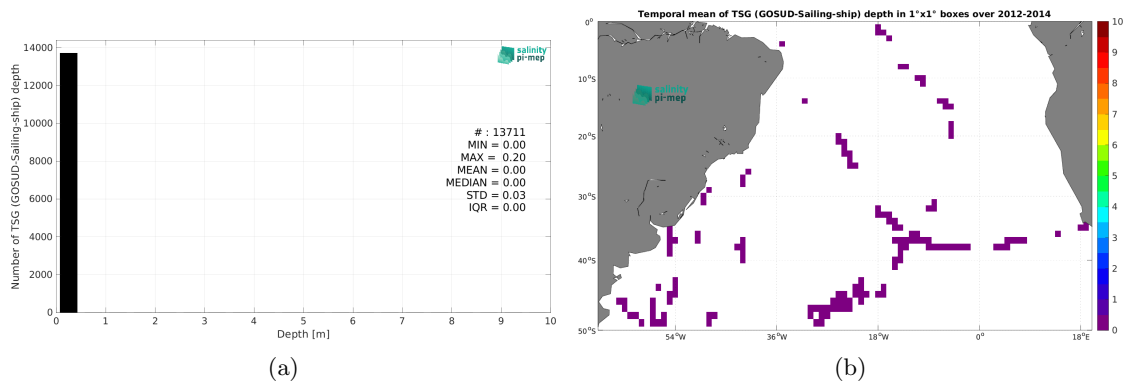 14000
12000
10000
8000
6000
4000
2000
0
Number of TSG (GOSUD-Sailing-ship) depth
salinity
pi-mep
# : 13711
MIN = 0.00
MAX = 0.20
MEAN = 0.00
MEDIAN = 0.00
STD = 0.03
IQR = 0.00
0 1 2 3 4 5 6 7 8 9 10
Depth [m]
(a)
Temporal mean of TSG (GOSUD-Sailing-ship) depth in 1°x1° boxes over 2012-2014
0°
10°S
20°S
30°S
40°S
50°S
salinity
pi-mep
54°W 36°W 18°W 0° 18°E
10
9
8
7
6
5
4
3
2
1
0
(b)